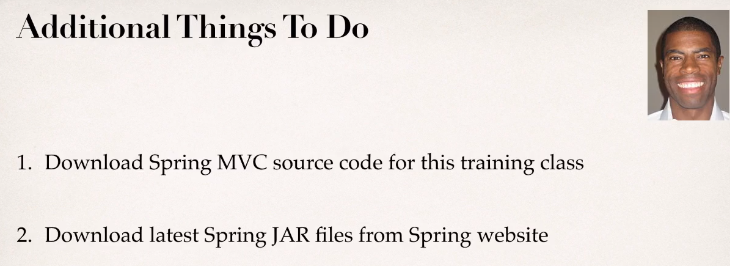 Additional Things To Do
1. Download Spring MVC source code for this training class
2. Download latest Spring JAR files from Spring website